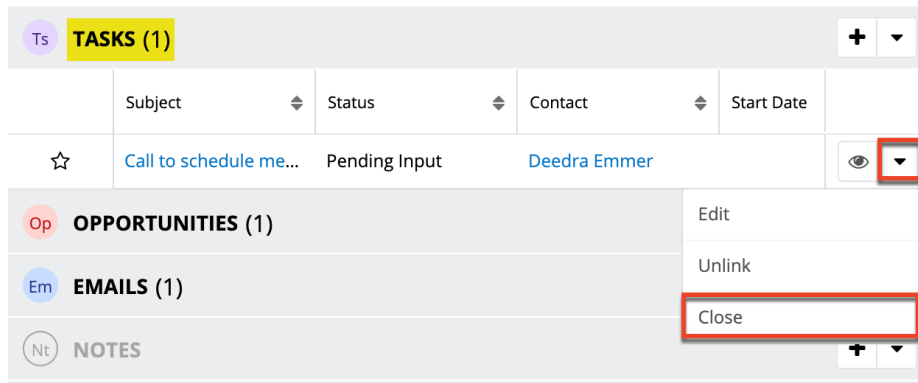 Ts TASKS (1)
Subject Status Contact Start Date
Call to schedule me... Pending Input Deedra Emmer
Edit
Op OPPORTUNITIES (1)
Unlink
Em EMAILS (1)
Close
Nt NOTES